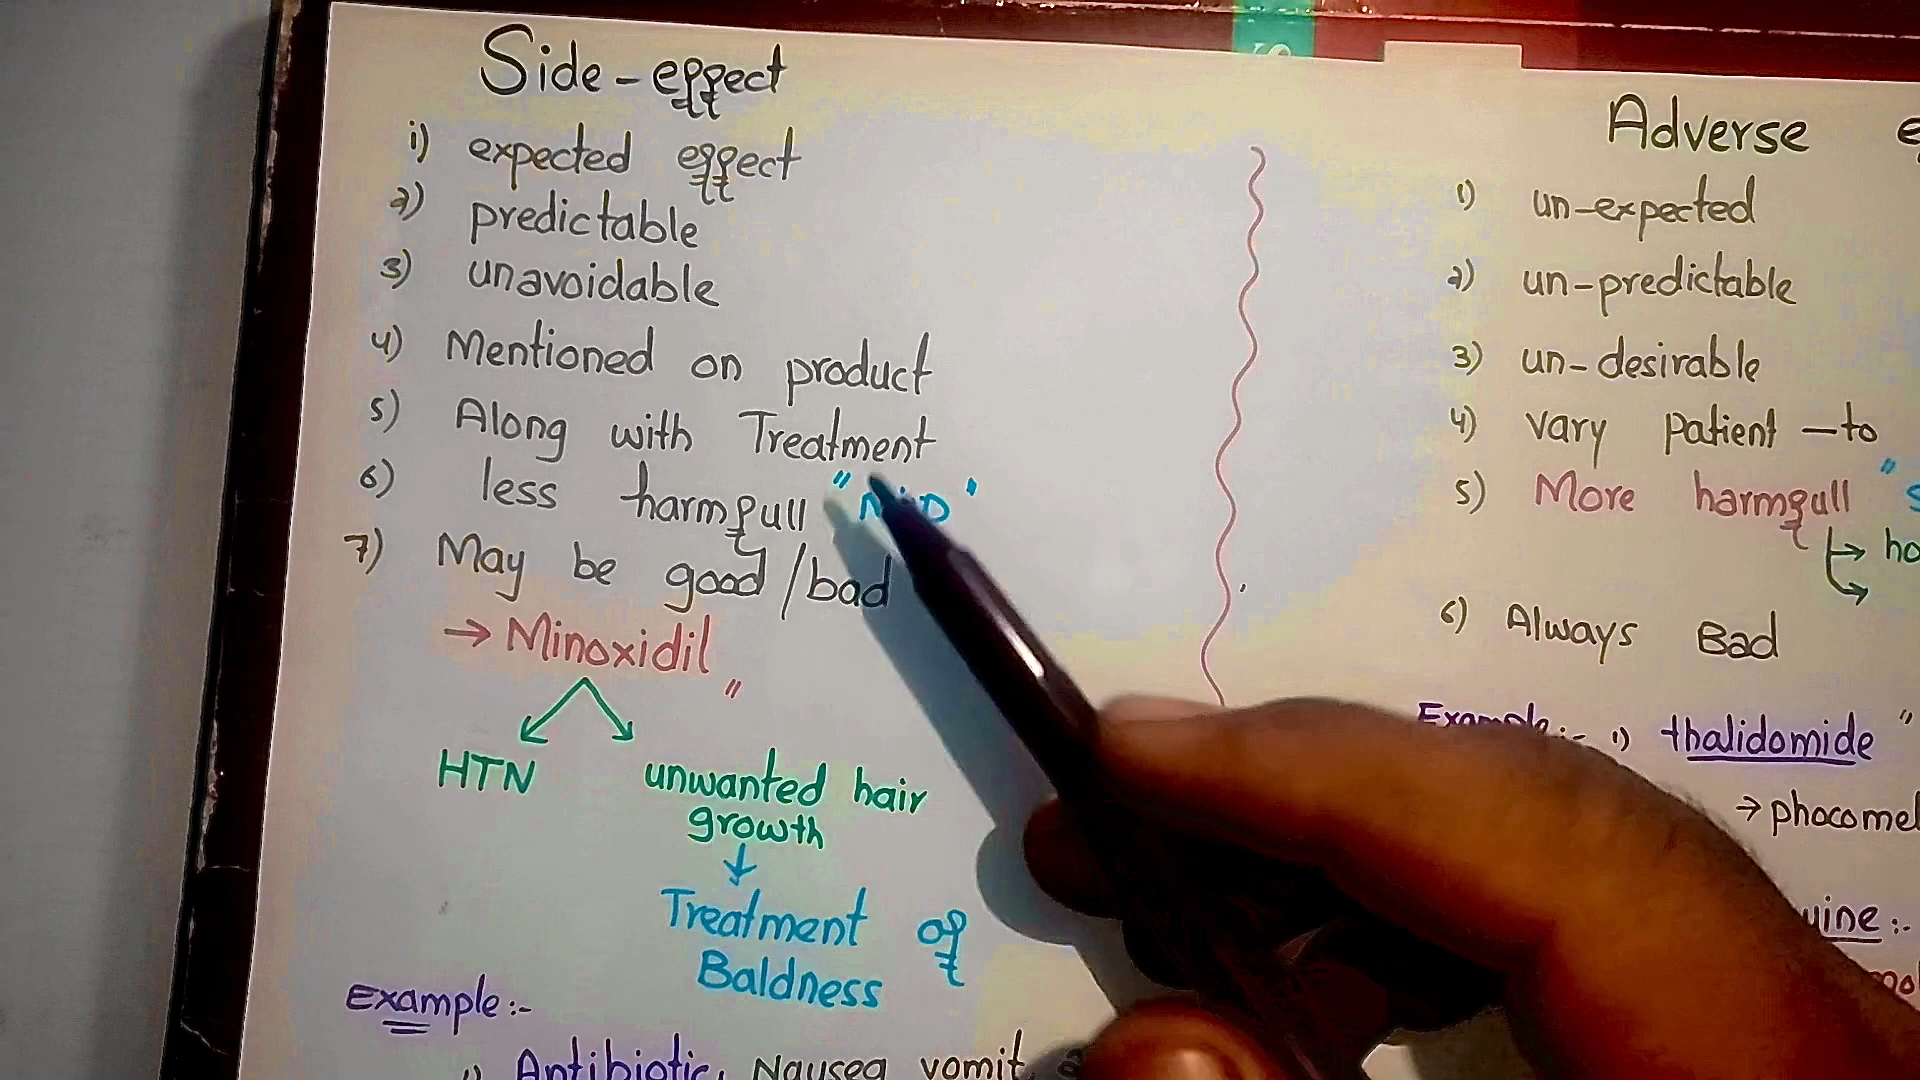 Side-effect
1) expected effect
2) predictable
3) unavoidable
4) Mentioned on product
5) Along with Treatment
6) less harmfull
7) May be good/bad
→ Minoxidil "
HTN
unwanted hair
growth
Treatment of
Baldness
Example:-
1) Antibiotic, Nausea vomit,
Adverse
1) un-expected
2) un-predictable
3) un-desirable
4) vary patient -to
5) More harmfull
6) Always Bad
Example:- 1) thalidomide "